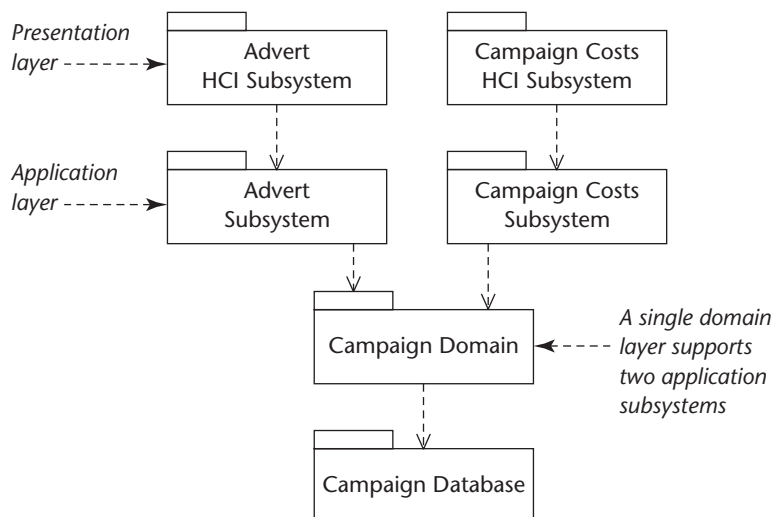 Presentation
layer
Advert
HCI Subsystem
Campaign Costs
HCI Subsystem
Application
layer
Advert
Subsystem
Campaign Costs
Subsystem
Campaign Domain
A single domain
layer supports
two application
subsystems
Campaign Database